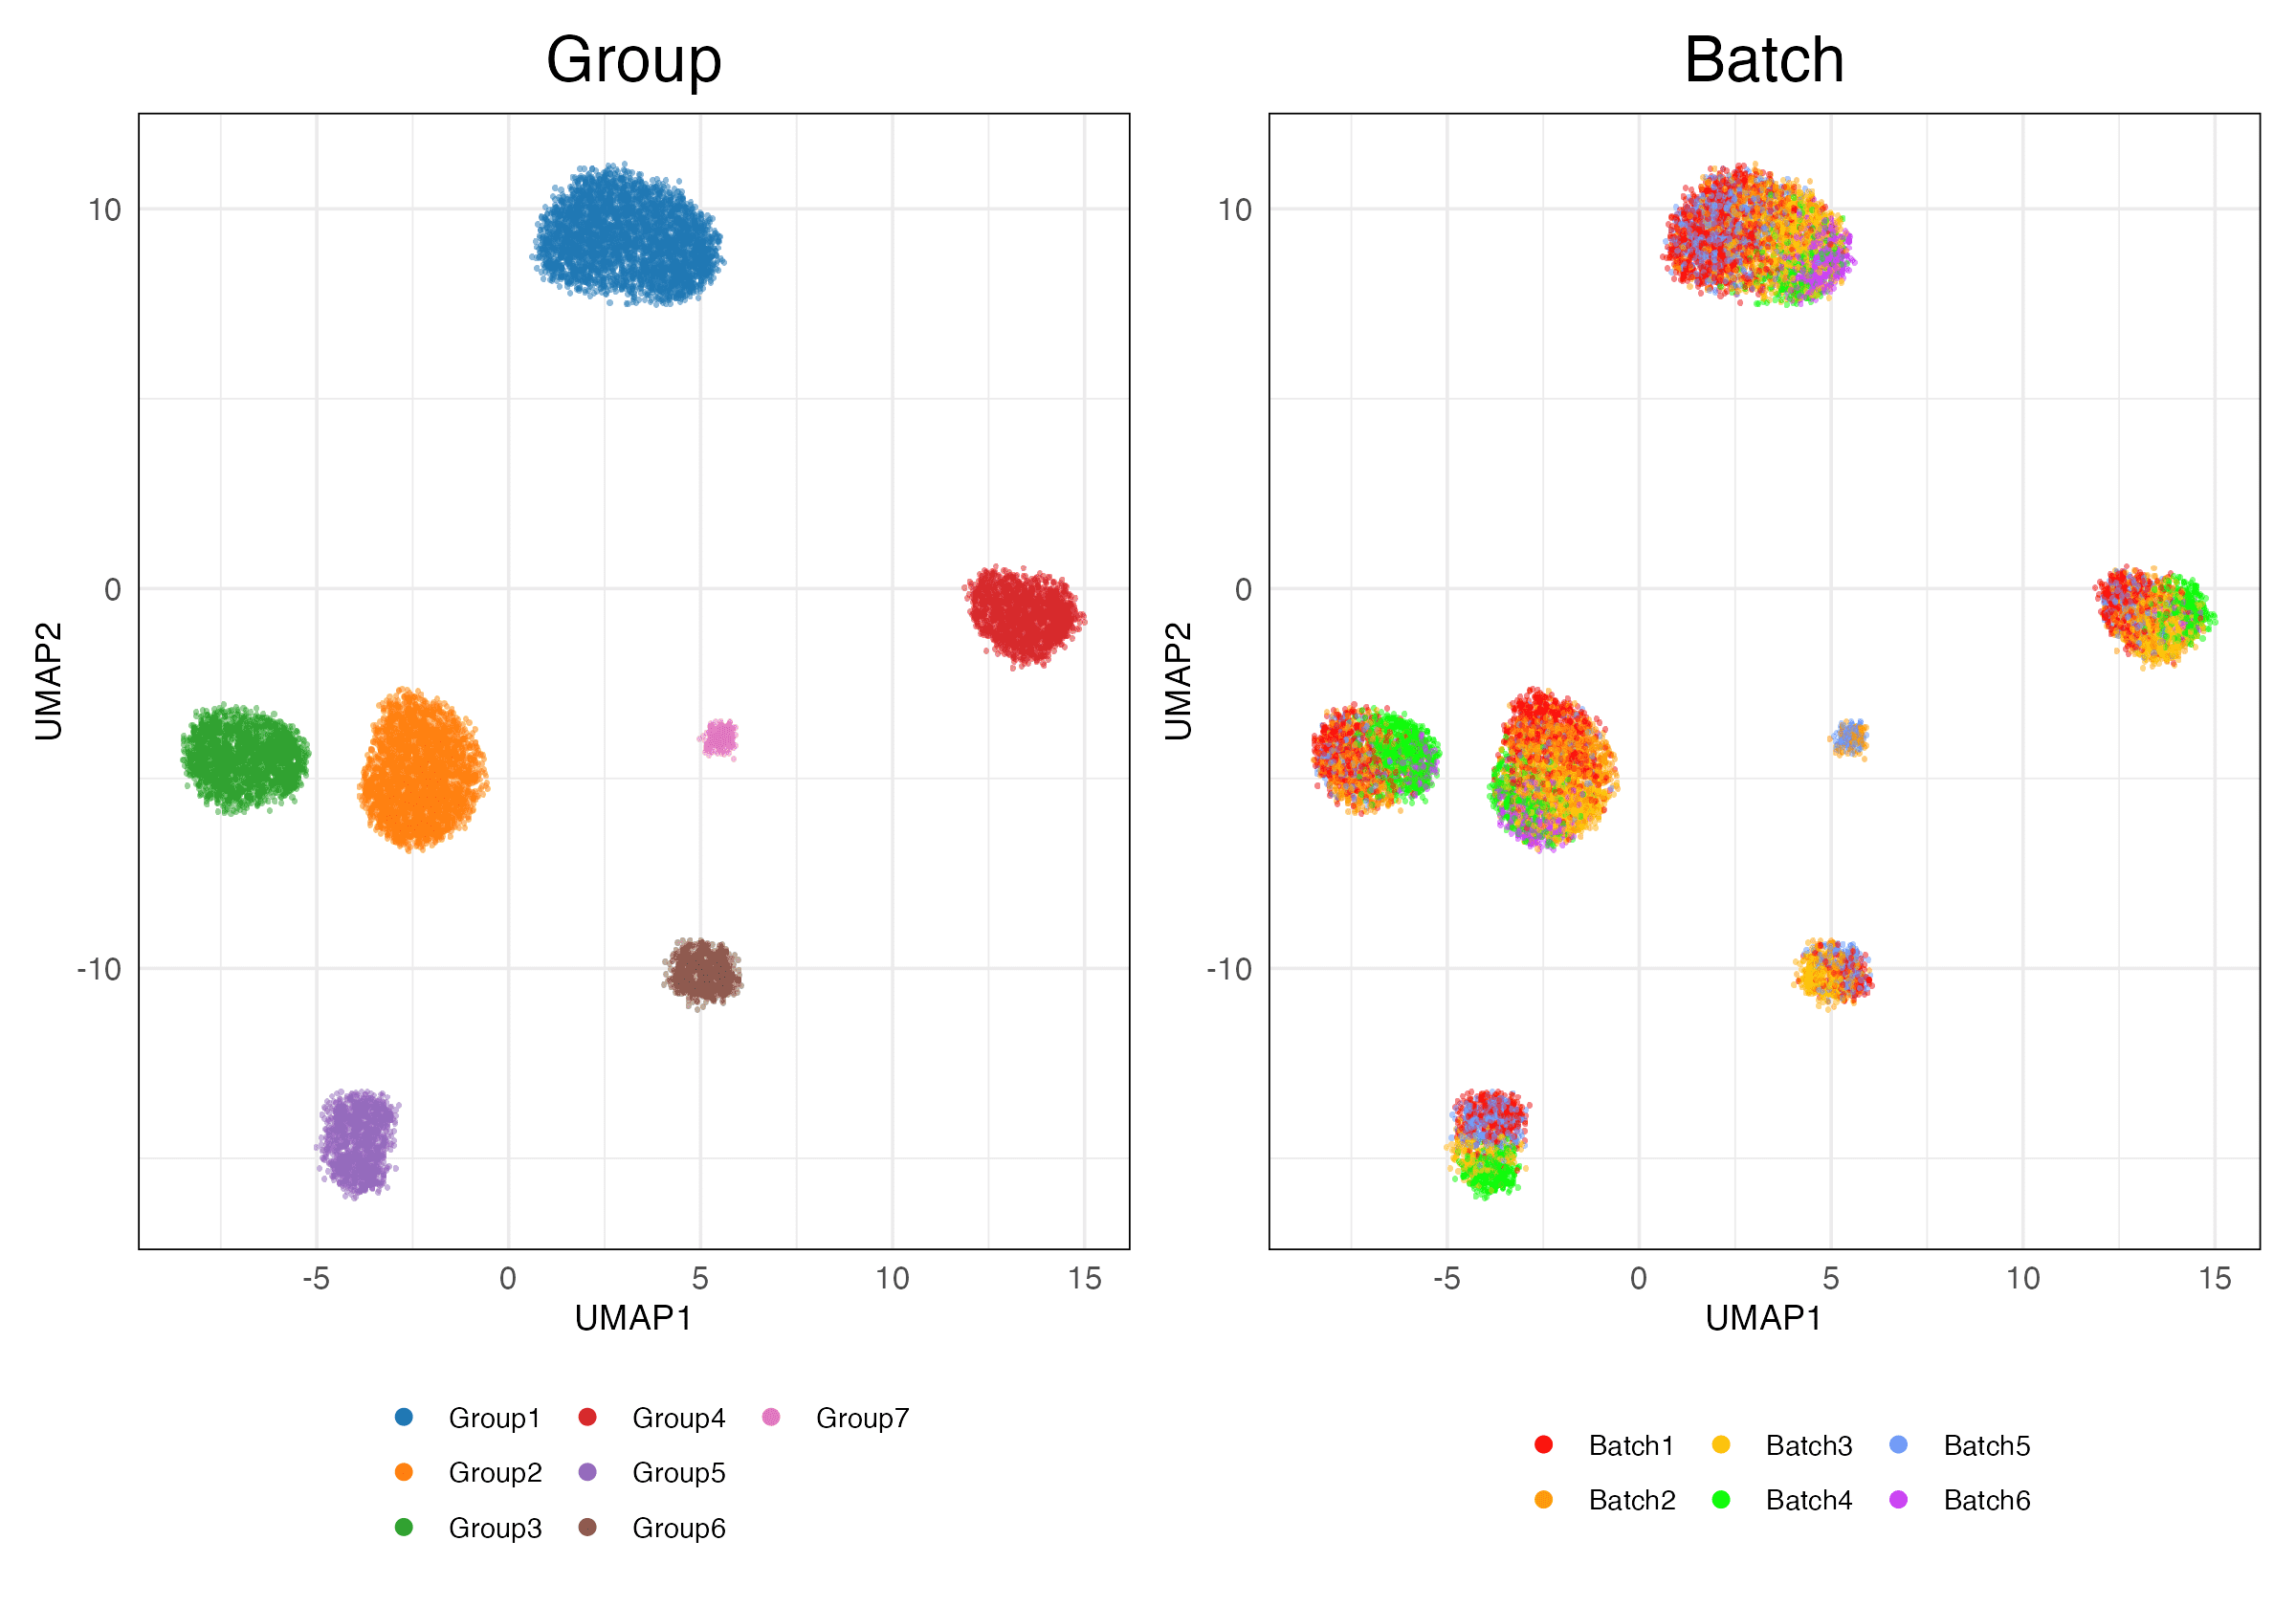 Group
10
0
-10
UMAP2
-5 0 5 10 15
UMAP1
Group1 Group4 Group7
Group2 Group5
Group3 Group6
Batch
10
0
-10
UMAP2
-5 0 5 10 15
UMAP1
Batch1 Batch3 Batch5
Batch2 Batch4 Batch6